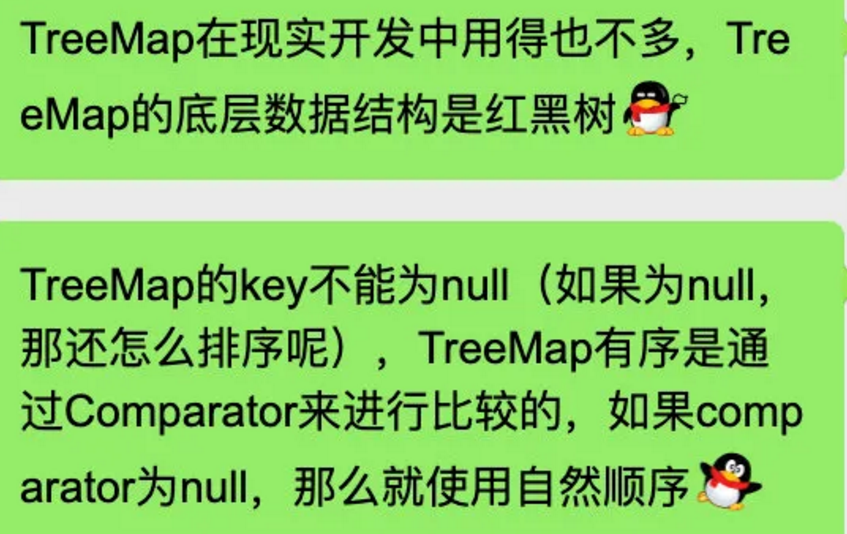 TreeMap在现实开发中用得也不多，Tre
eMap的底层数据结构是红黑树
TreeMap的key不能为null（如果为null，
那还怎么排序呢），TreeMap有序是通
过Comparator来进行比较的，如果comp
arator为null，那么就使用自然顺序